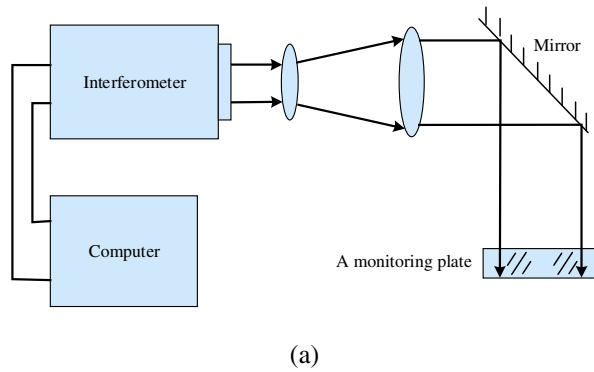 Interferometer
Mirror
Computer
A monitoring plate
(a)